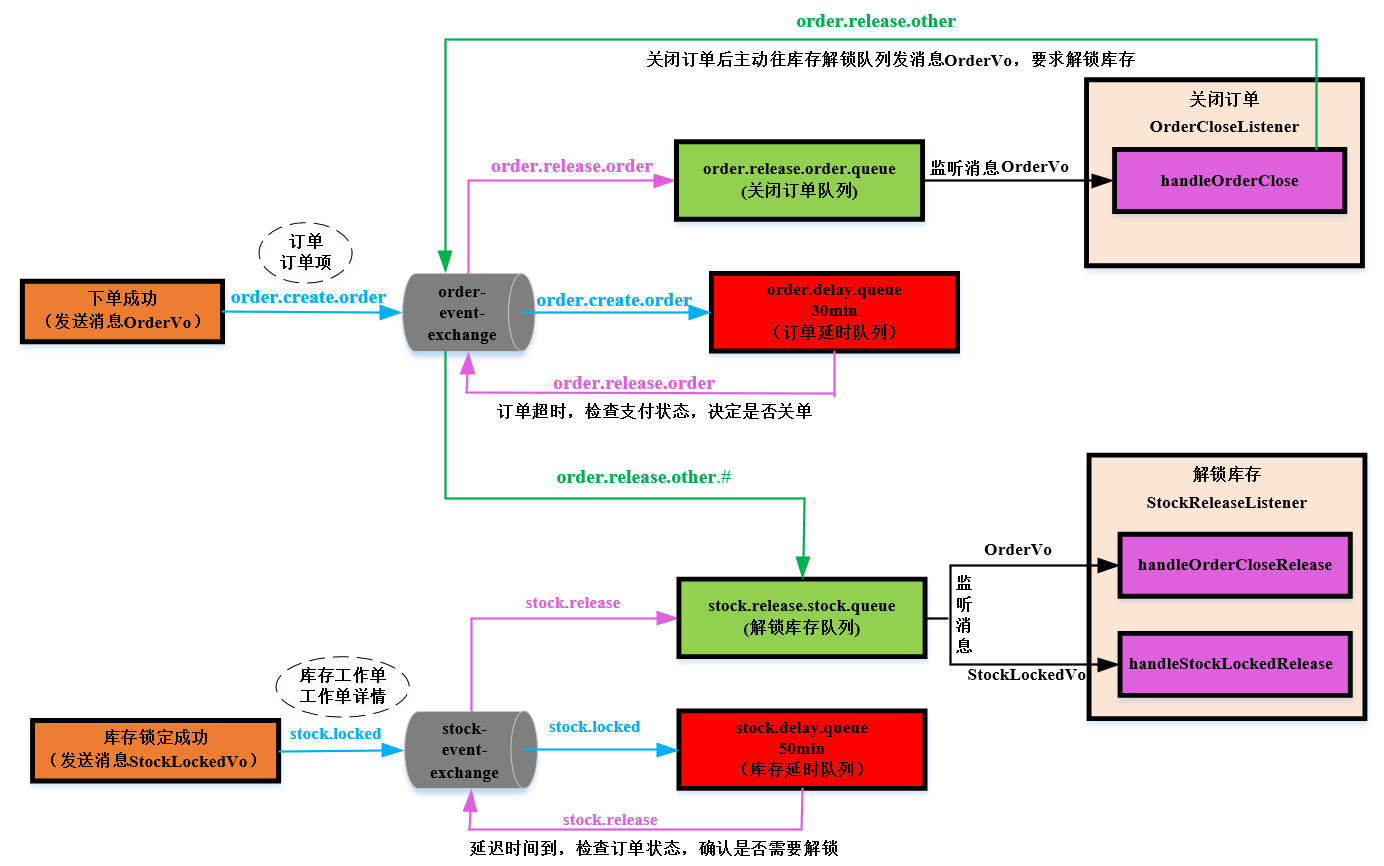 order.release.other
关闭订单后主动往库存解锁队列发消息OrderVo，要求解锁库存
关闭订单
OrderCloseListener
order.release.order
order.release.order.queue
(关闭订单队列)
监听消息OrderVo
handleOrderClose
订单
订单项
下单成功
（发送消息OrderVo）
order.create.order
order-
event-
exchange
order.create.order
order.delay.queue
30min
（订单延时队列）
order.release.order
订单超时，检查支付状态，决定是否关单
order.release.other.#
解锁库存
StockReleaseListener
OrderVo
handleOrderCloseRelease
stock.release
stock.release.stock.queue
(解锁库存队列)
监
听
消
息
StockLockedVo
handleStockLockedRelease
库存工作单
工作单详情
库存锁定成功
（发送消息StockLockedVo）
stock.locked
stock-
event-
exchange
stock.locked
stock.delay.queue
50min
（库存延时队列）
stock.release
延迟时间到，检查订单状态，确认是否需要解锁